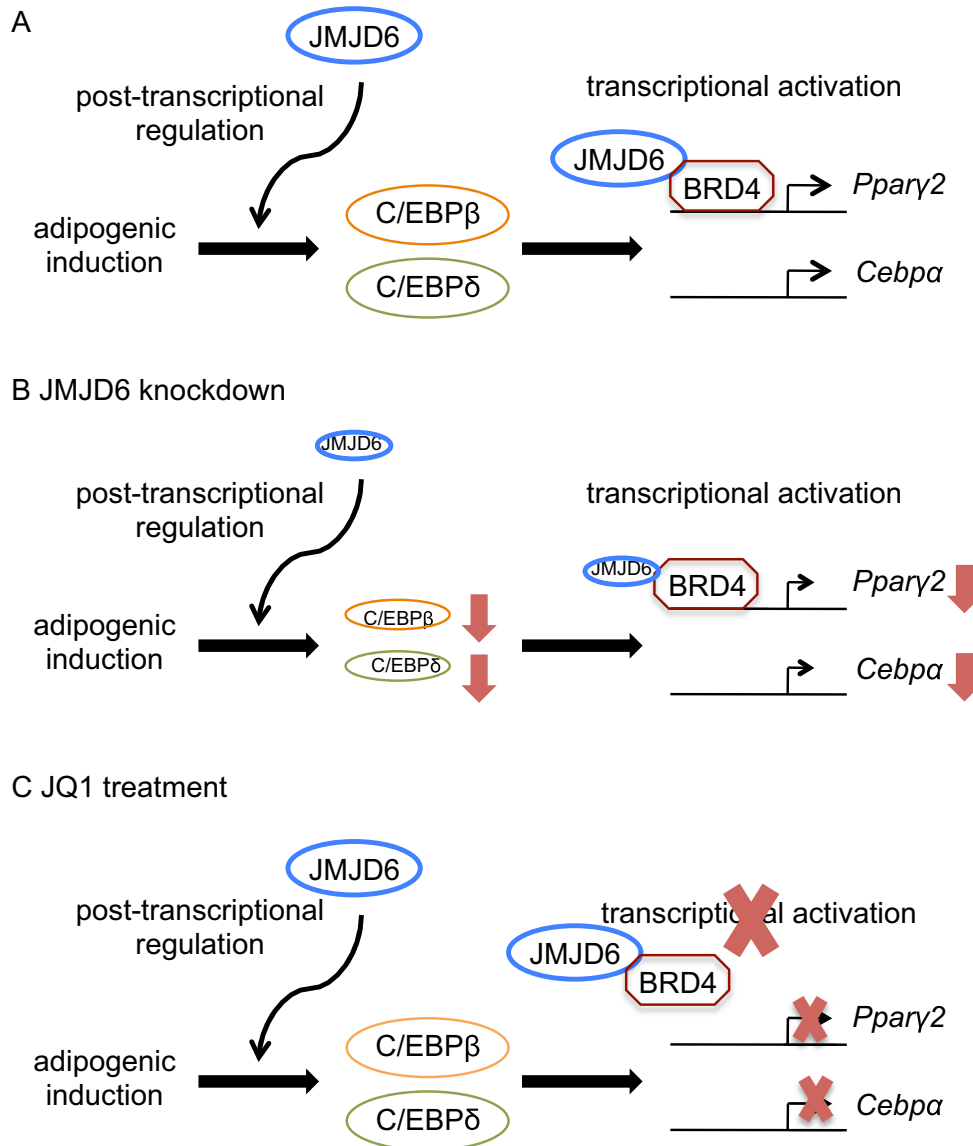 A
JMJD6
post-transcriptional
regulation
transcriptional activation
JMJD6
BRD4
Pparγ2
adipogenic
induction
C/EBPβ
C/EBPδ
Cebpα
B JMJD6 knockdown
JMJD6
post-transcriptional
regulation
transcriptional activation
JMJD6
BRD4
Pparγ2
adipogenic
induction
C/EBPβ
C/EBPδ
Cebpα
C JQ1 treatment
JMJD6
post-transcriptional
regulation
transcriptional activation
JMJD6
BRD4
Pparγ2
adipogenic
induction
C/EBPβ
C/EBPδ
Cebpα